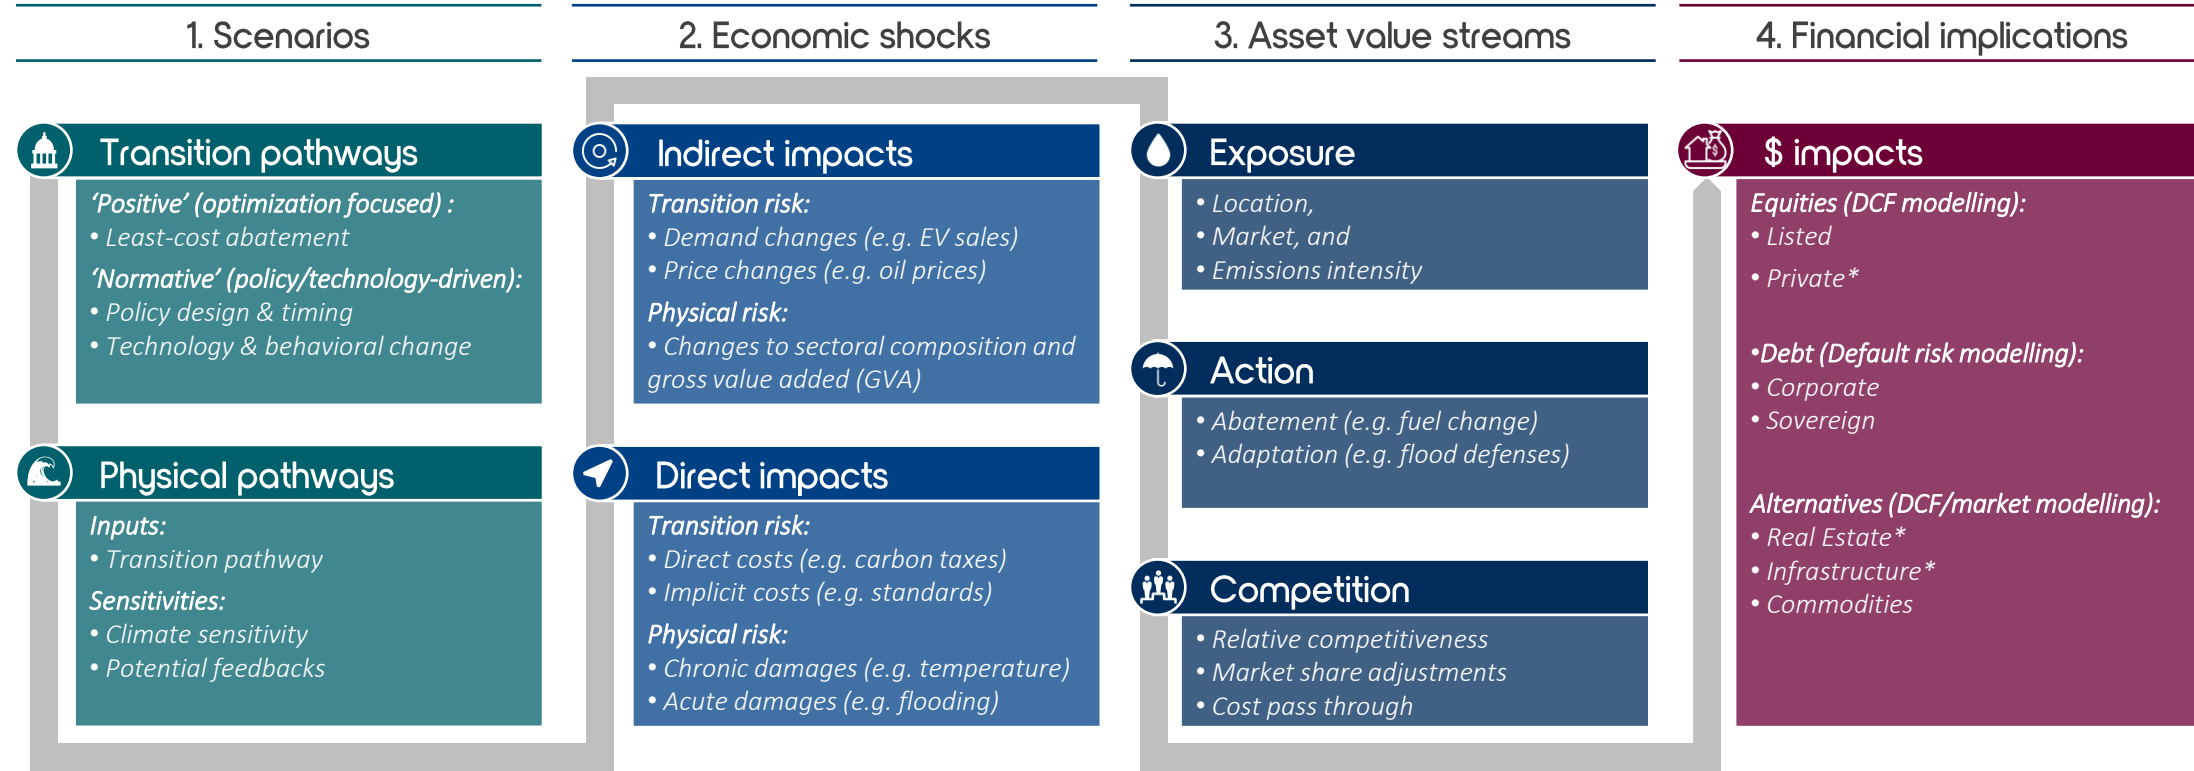 1. Scenarios
2. Economic shocks
3. Asset value streams
4. Financial implications
Transition pathways
‘Positive’ (optimization focused) :
• Least-cost abatement
‘Normative’ (policy/technology-driven):
• Policy design & timing
• Technology & behavioral change
Physical pathways
Inputs:
• Transition pathway
Sensitivities:
• Climate sensitivity
• Potential feedbacks
Indirect impacts
Transition risk:
• Demand changes (e.g. EV sales)
• Price changes (e.g. oil prices)
Physical risk:
• Changes to sectoral composition and
gross value added (GVA)
Direct impacts
Transition risk:
• Direct costs (e.g. carbon taxes)
• Implicit costs (e.g. standards)
Physical risk:
• Chronic damages (e.g. temperature)
• Acute damages (e.g. flooding)
Exposure
• Location,
• Market, and
• Emissions intensity
Action
• Abatement (e.g. fuel change)
• Adaptation (e.g. flood defenses)
Competition
• Relative competitiveness
• Market share adjustments
• Cost pass through
$ impacts
Equities (DCF modelling):
• Listed
• Private*
•Debt (Default risk modelling):
• Corporate
• Sovereign
Alternatives (DCF/market modelling):
• Real Estate*
• Infrastructure*
• Commodities